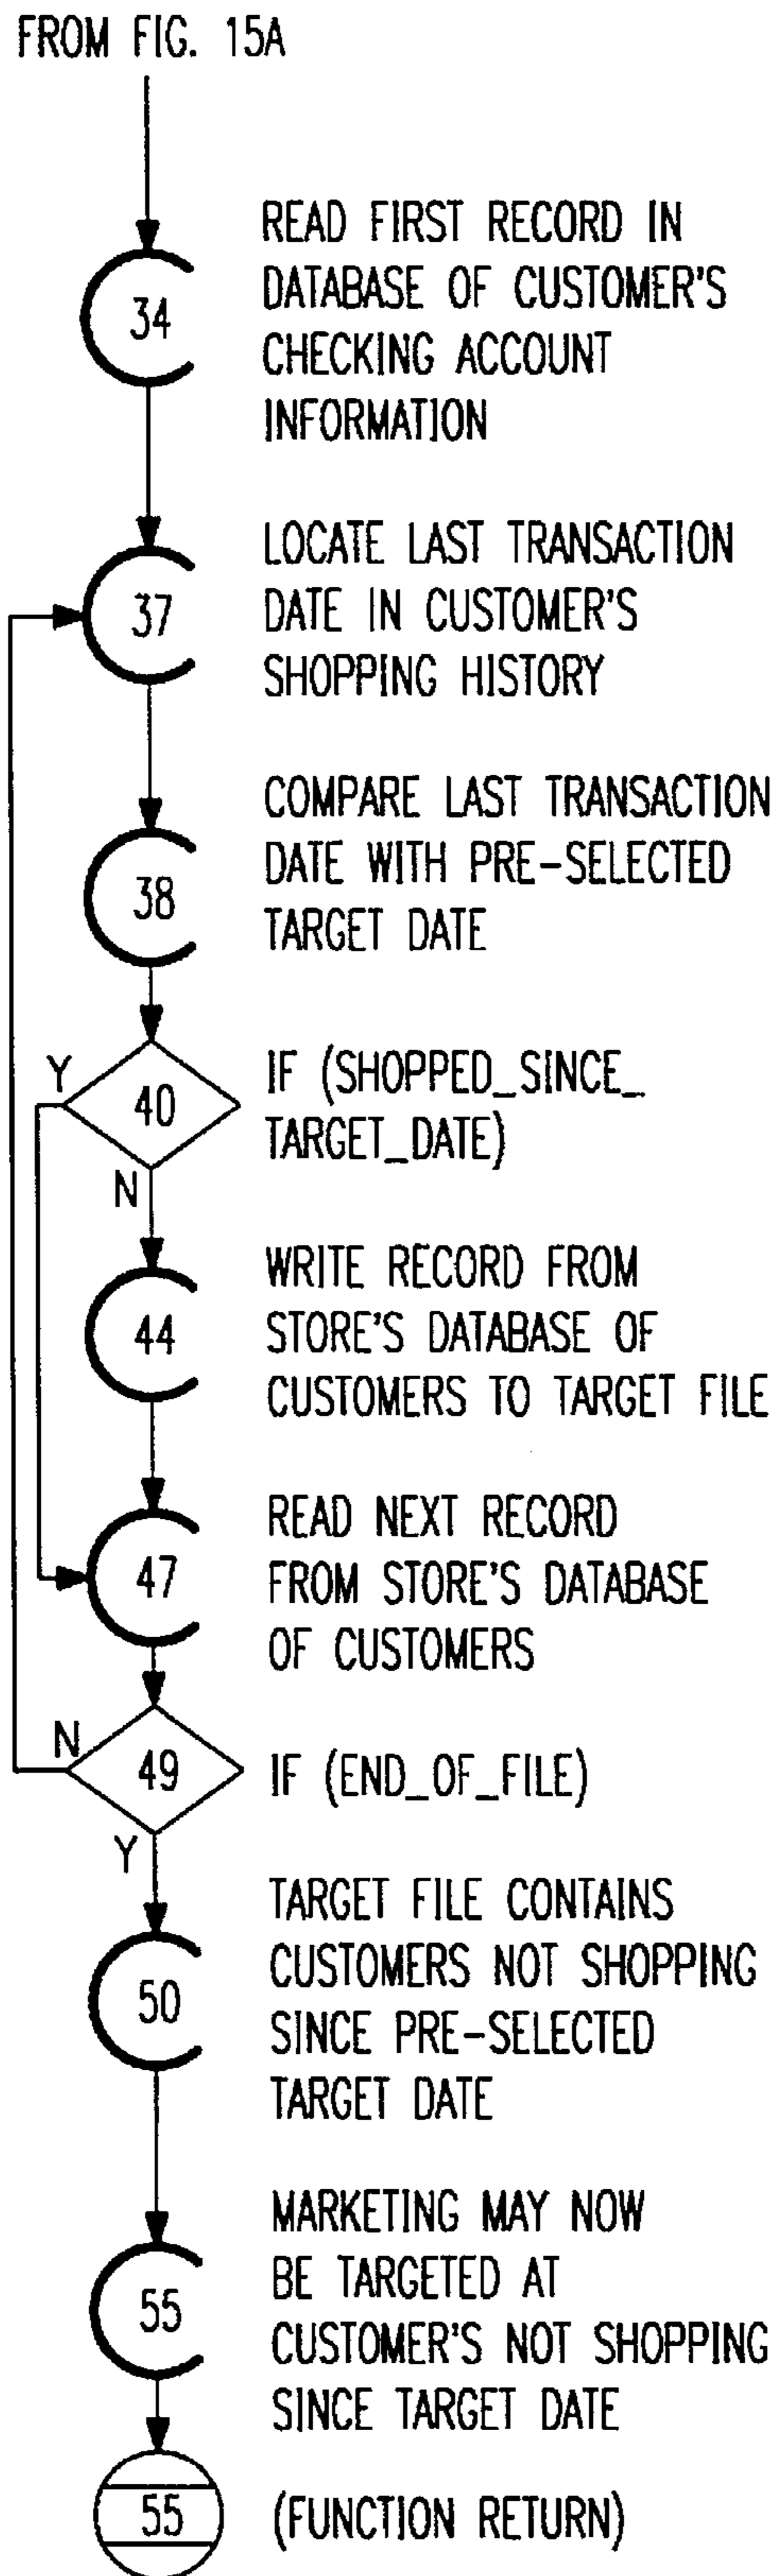 FROM FIG. 15A
34
READ FIRST RECORD IN
DATABASE OF CUSTOMER'S
CHECKING ACCOUNT
INFORMATION
37
LOCATE LAST TRANSACTION
DATE IN CUSTOMER'S
SHOPPING HISTORY
38
COMPARE LAST TRANSACTION
DATE WITH PRE-SELECTED
TARGET DATE
Y
40
N
IF (SHOPPED_SINCE_
TARGET_DATE)
44
WRITE RECORD FROM
STORE'S DATABASE OF
CUSTOMERS TO TARGET FILE
47
READ NEXT RECORD
FROM STORE'S DATABASE
OF CUSTOMERS
N
49
Y
IF (END_OF_FILE)
50
TARGET FILE CONTAINS
CUSTOMERS NOT SHOPPING
SINCE PRE-SELECTED
TARGET DATE
55
MARKETING MAY NOW
BE TARGETED AT
CUSTOMER'S NOT SHOPPING
SINCE TARGET DATE
55
(FUNCTION RETURN)